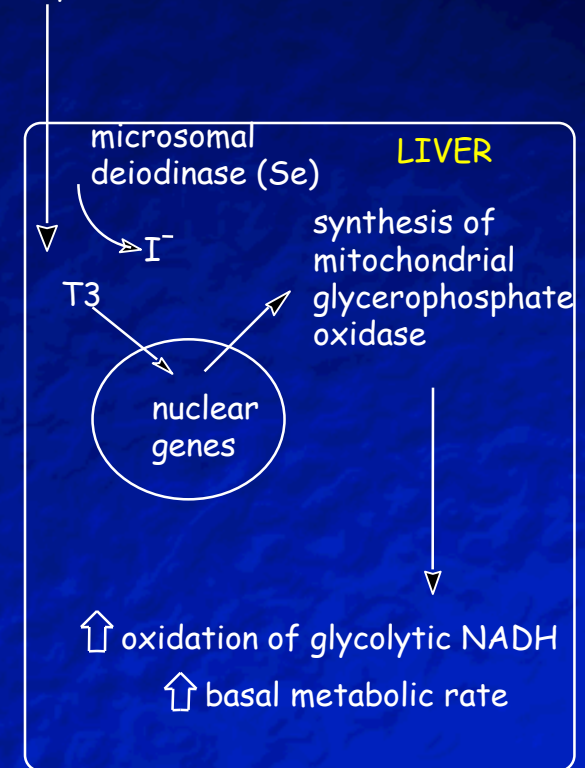 microsomal
deiodinase (Se)
LIVER
I⁻
synthesis of
mitochondrial
glycerophosphate
oxidase
T3
nuclear
genes
oxidation of glycolytic NADH
basal metabolic rate